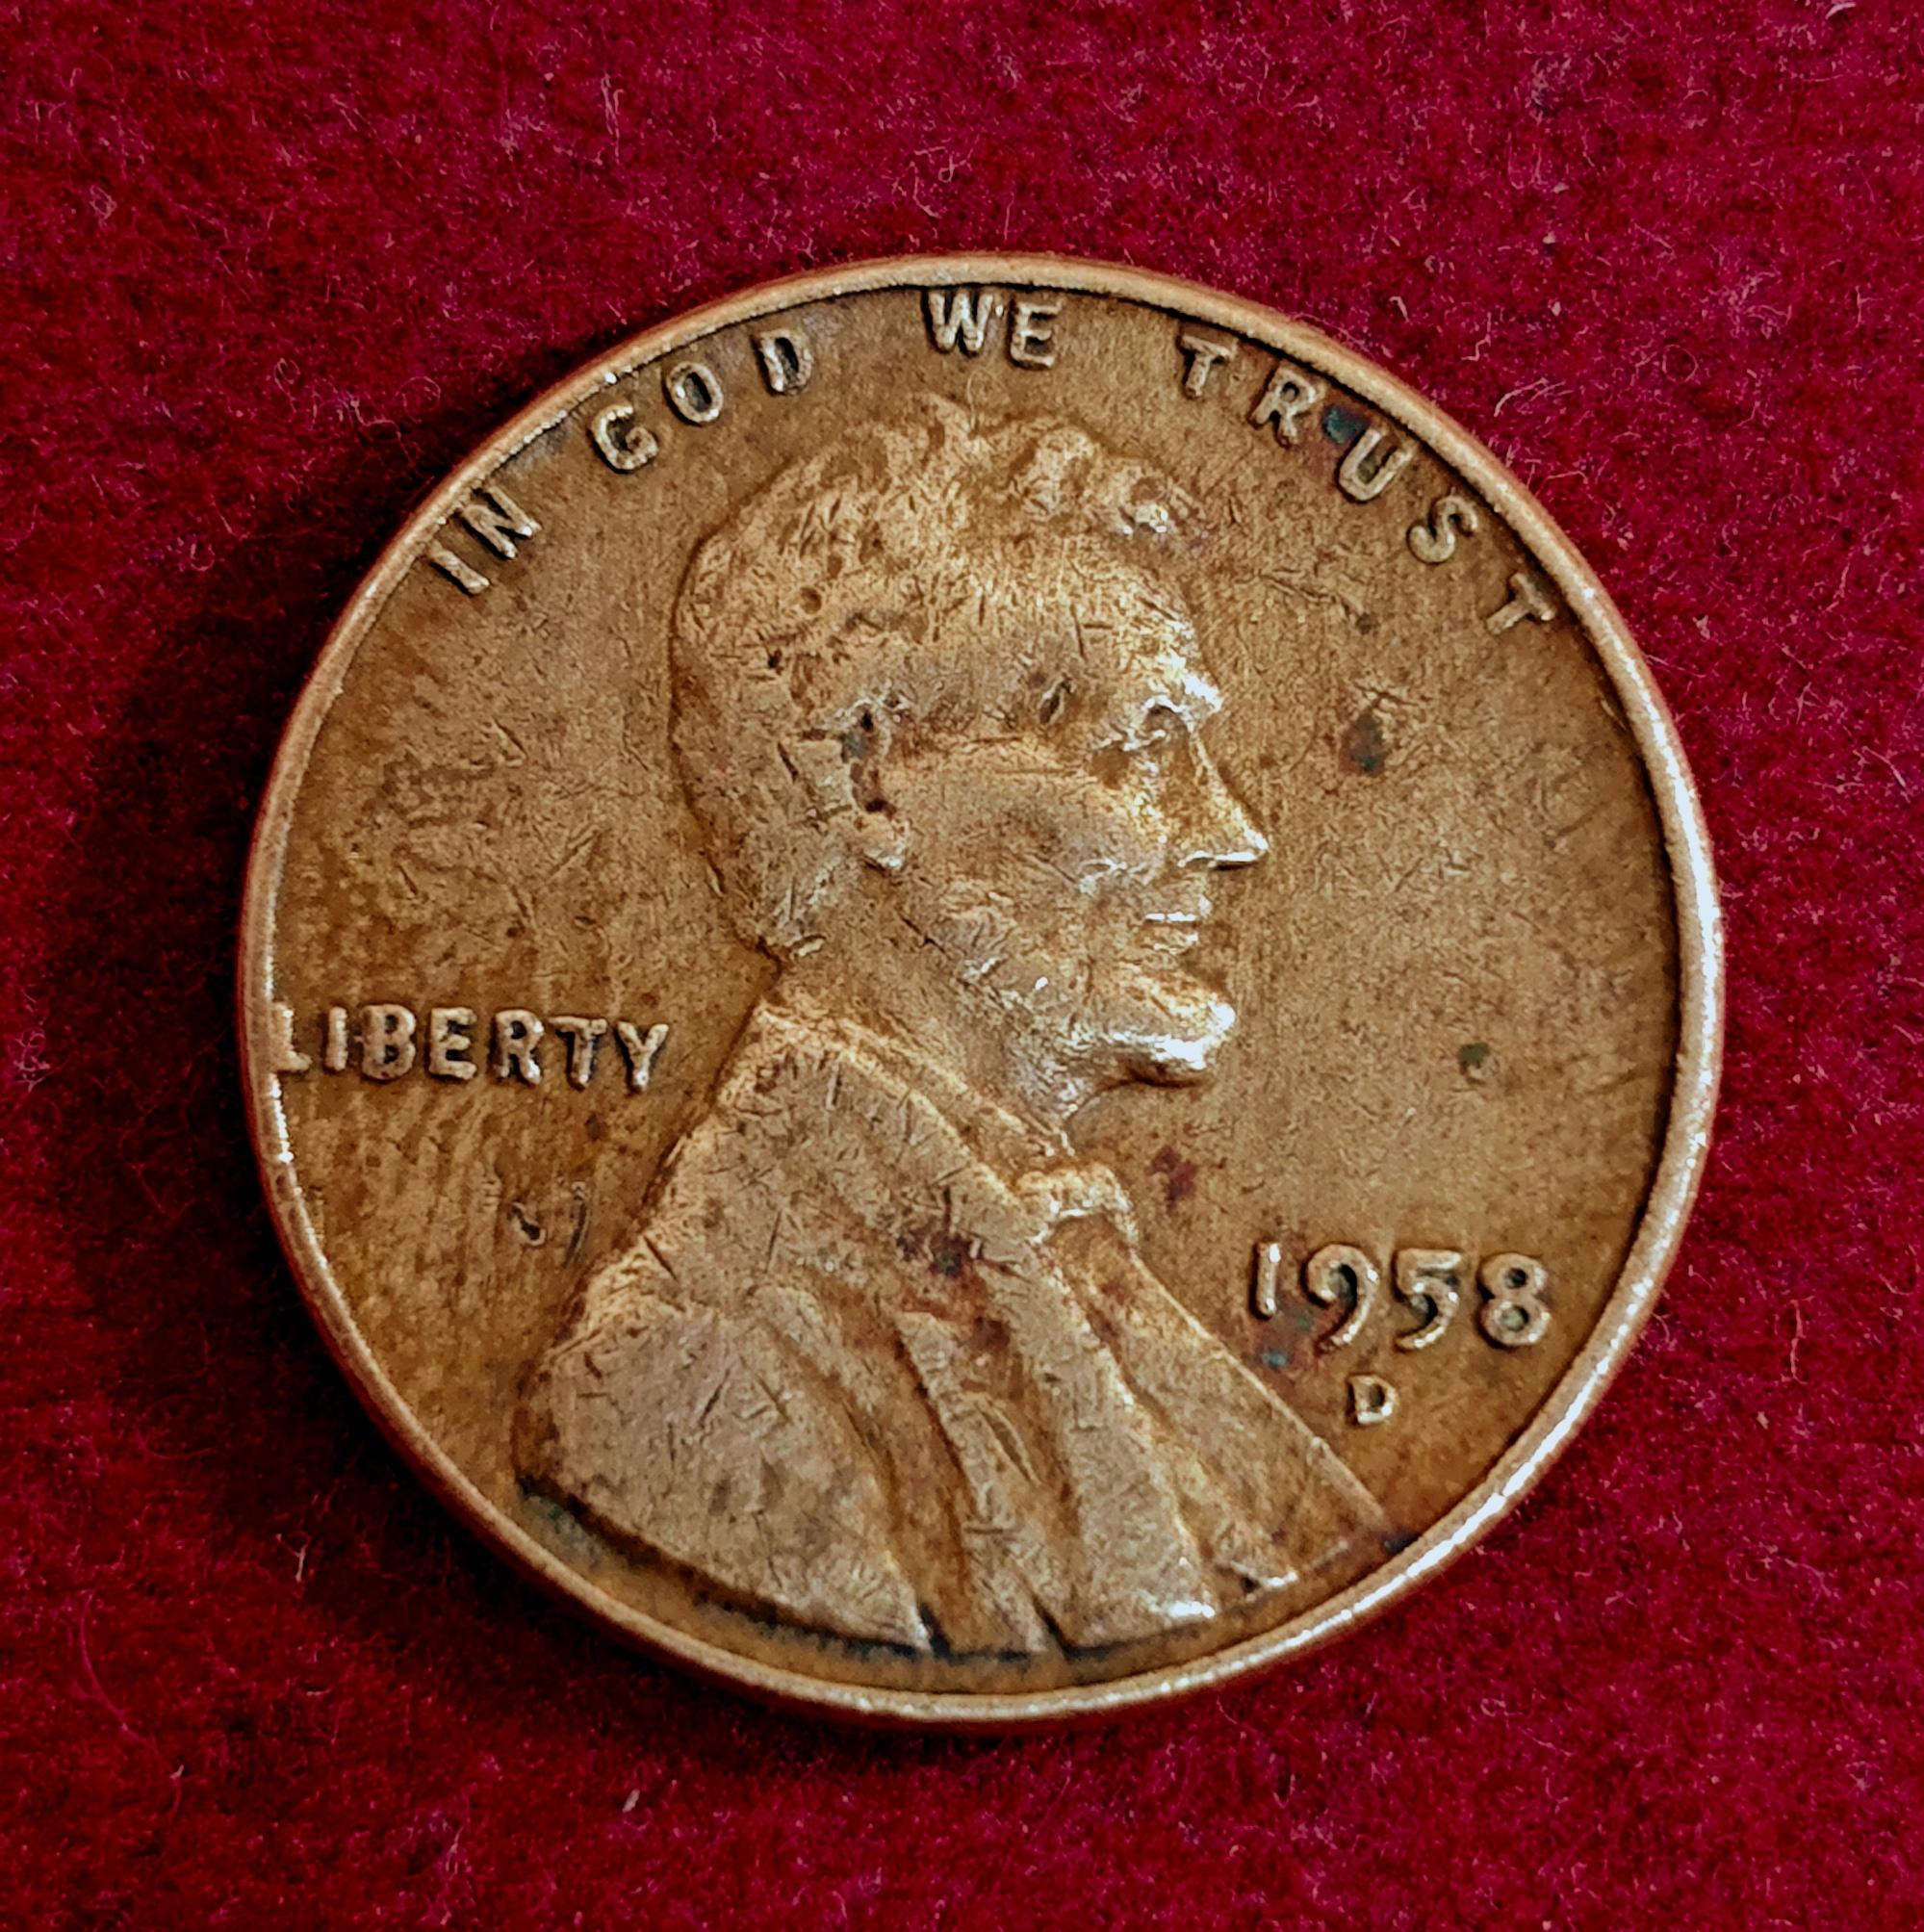 IN GOD WE TRUST
LIBERTY
1958
D